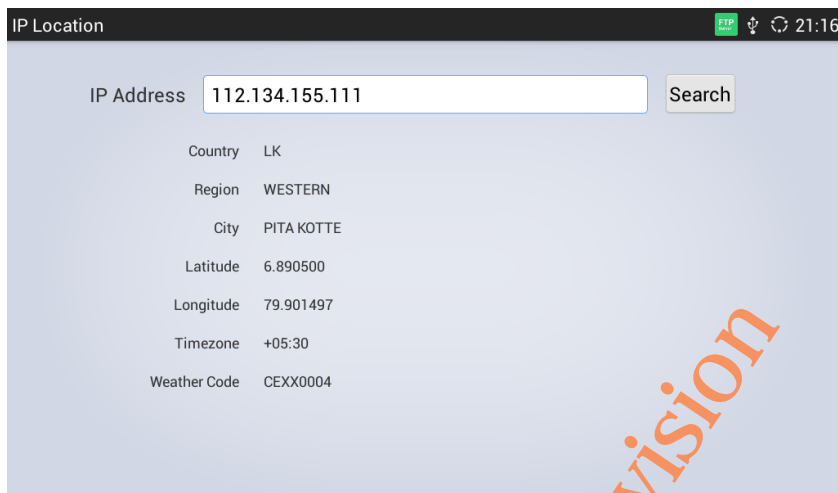 IP Location FTP 21:16
IP Address 112.134.155.111 Search
Country LK
Region WESTERN
City PITA KOTTE
Latitude 6.890500
Longitude 79.901497
Timezone +05:30
Weather Code CEXX0004
vision